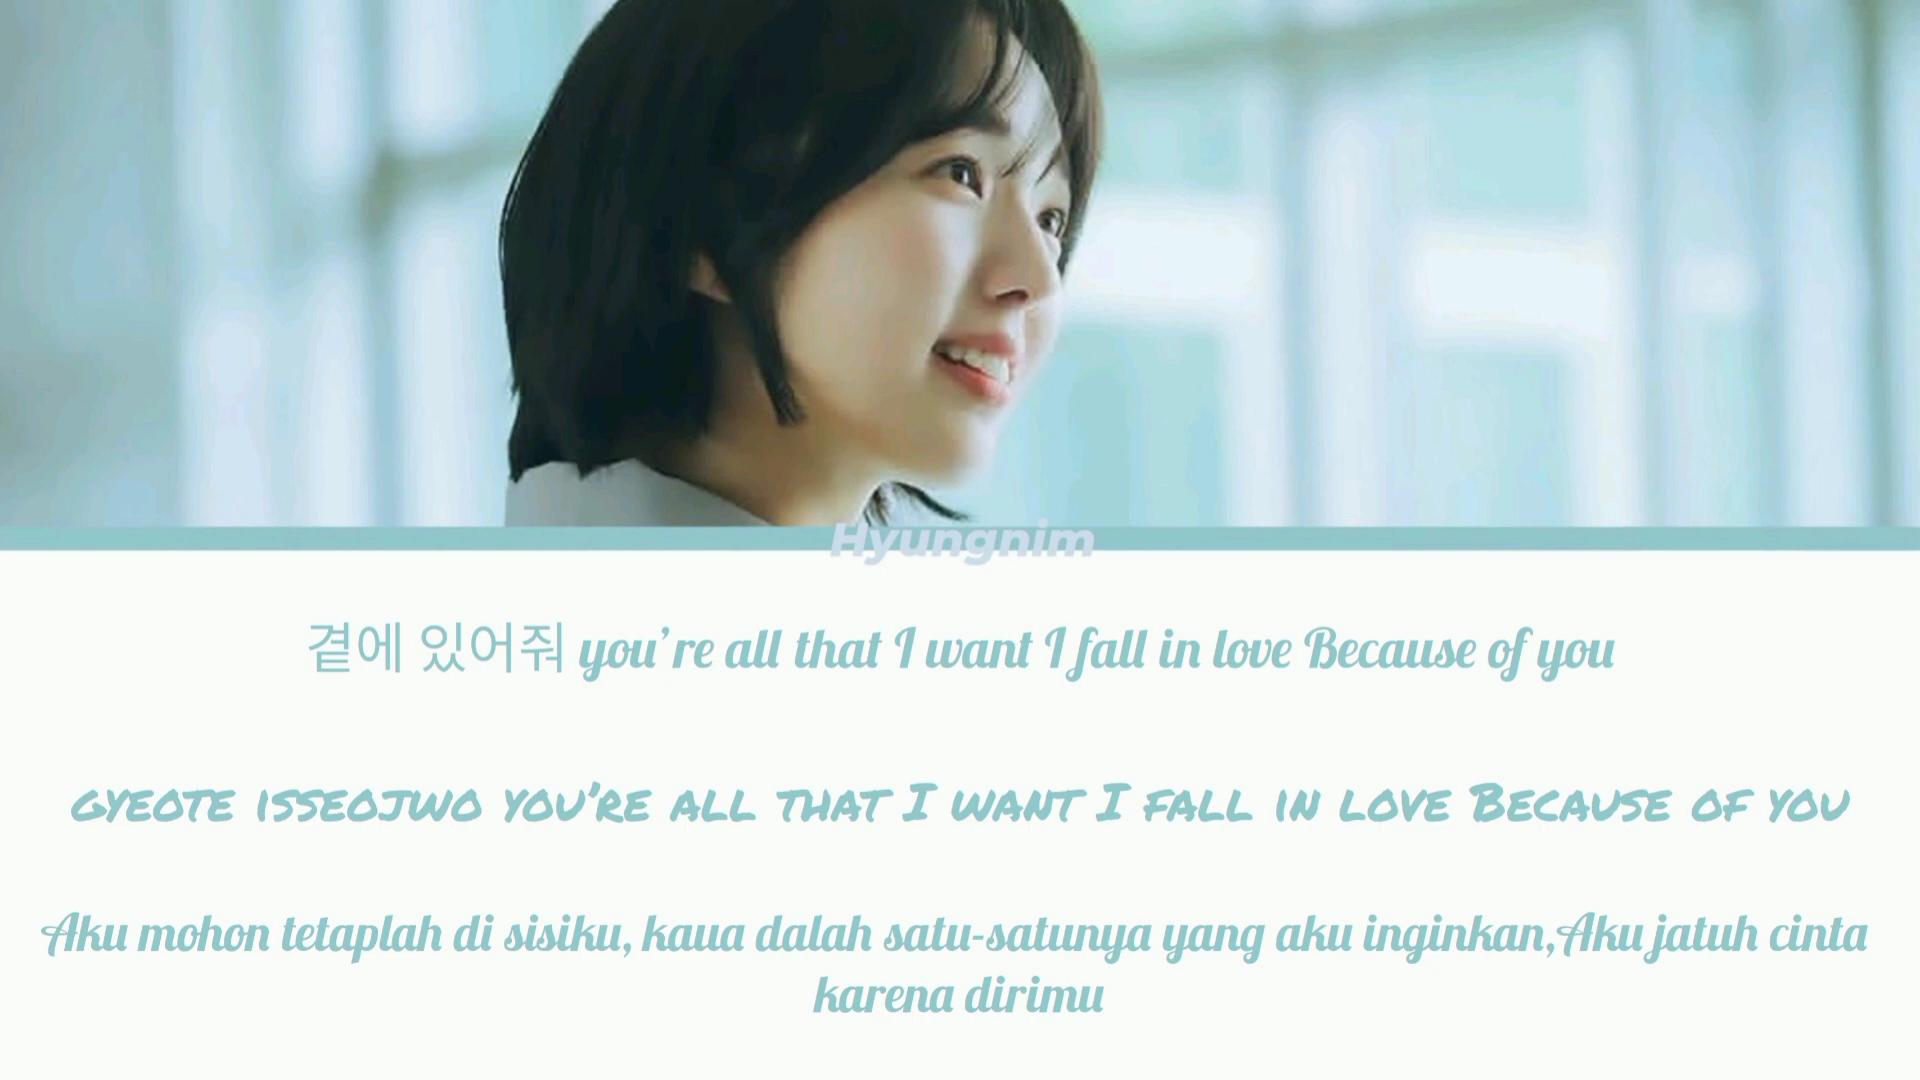 Hyungnim
곁에 있어줘 you're all that I want I fall in love Because of you
gyeote isseojwo you're all that I want I fall in love Because of you
Aku mohon tetaplah di sisiku, kaua dalah satu-satunya yang aku inginkan,Aku jatuh cinta
karena dirimu